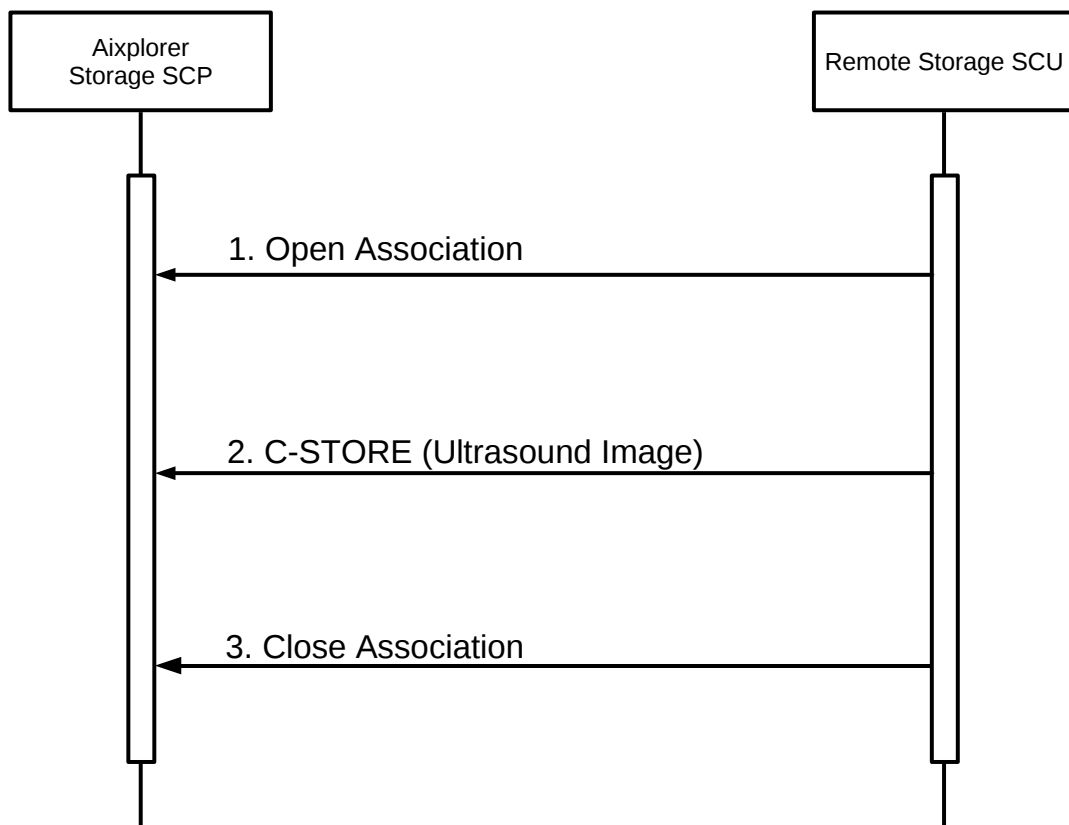 Aixplorer
Storage SCP
Remote Storage SCU
1. Open Association
2. C-STORE (Ultrasound Image)
3. Close Association